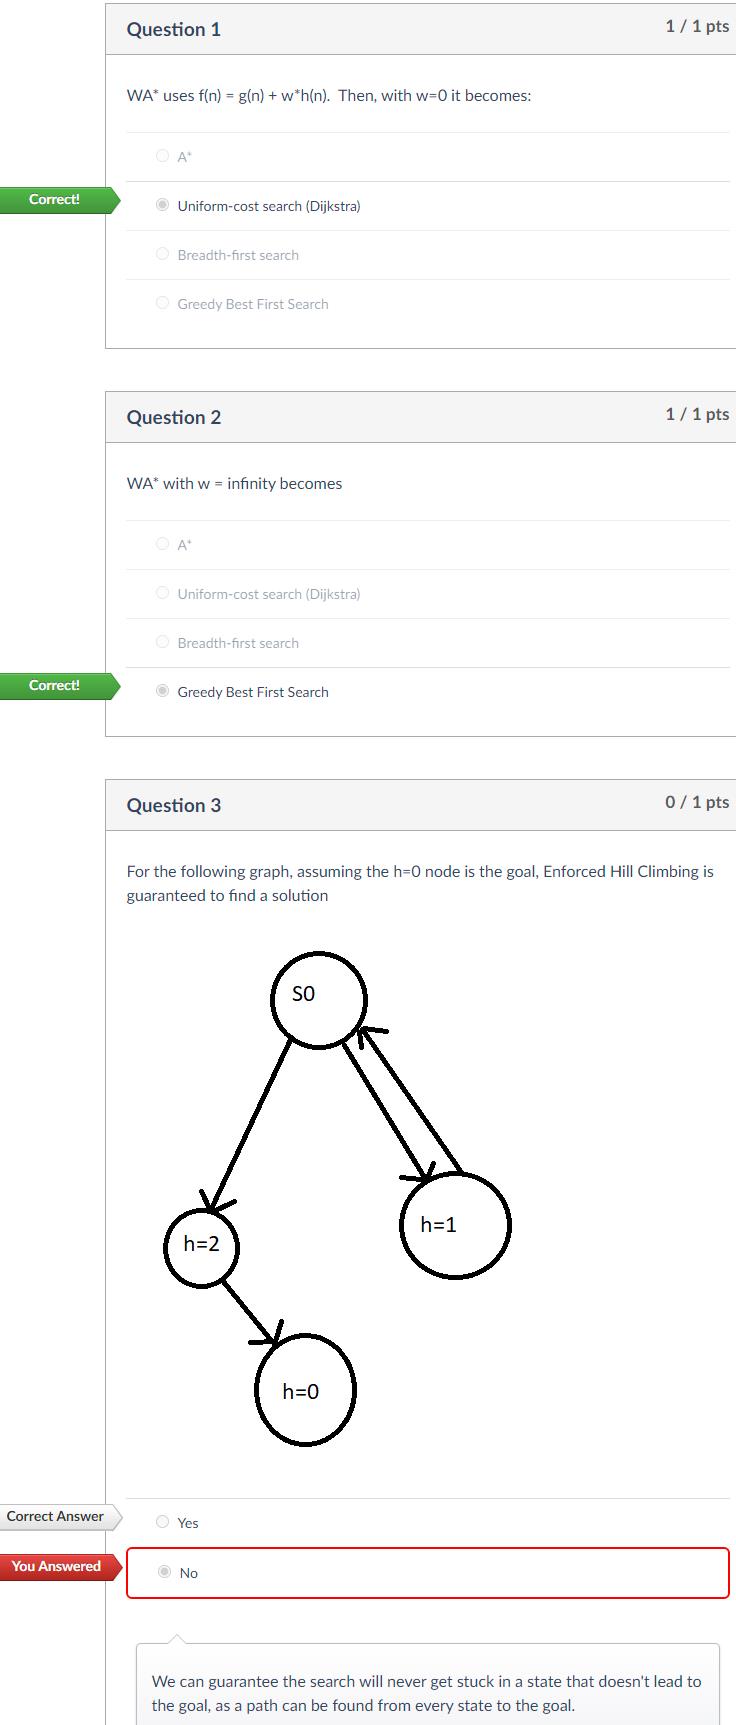 Question 1
1 / 1 pts
WA* uses f(n) = g(n) + w*h(n). Then, with w=0 it becomes:
A*
Correct!
Uniform-cost search (Dijkstra)
Breadth-first search
Greedy Best First Search
Question 2
1 / 1 pts
WA* with w = infinity becomes
A*
Uniform-cost search (Dijkstra)
Breadth-first search
Correct!
Greedy Best First Search
Question 3
0 / 1 pts
For the following graph, assuming the h=0 node is the goal, Enforced Hill Climbing is
guaranteed to find a solution
S0
h=1
h=2
h=0
Correct Answer
Yes
You Answered
No
We can guarantee the search will never get stuck in a state that doesn't lead to
the goal, as a path can be found from every state to the goal.